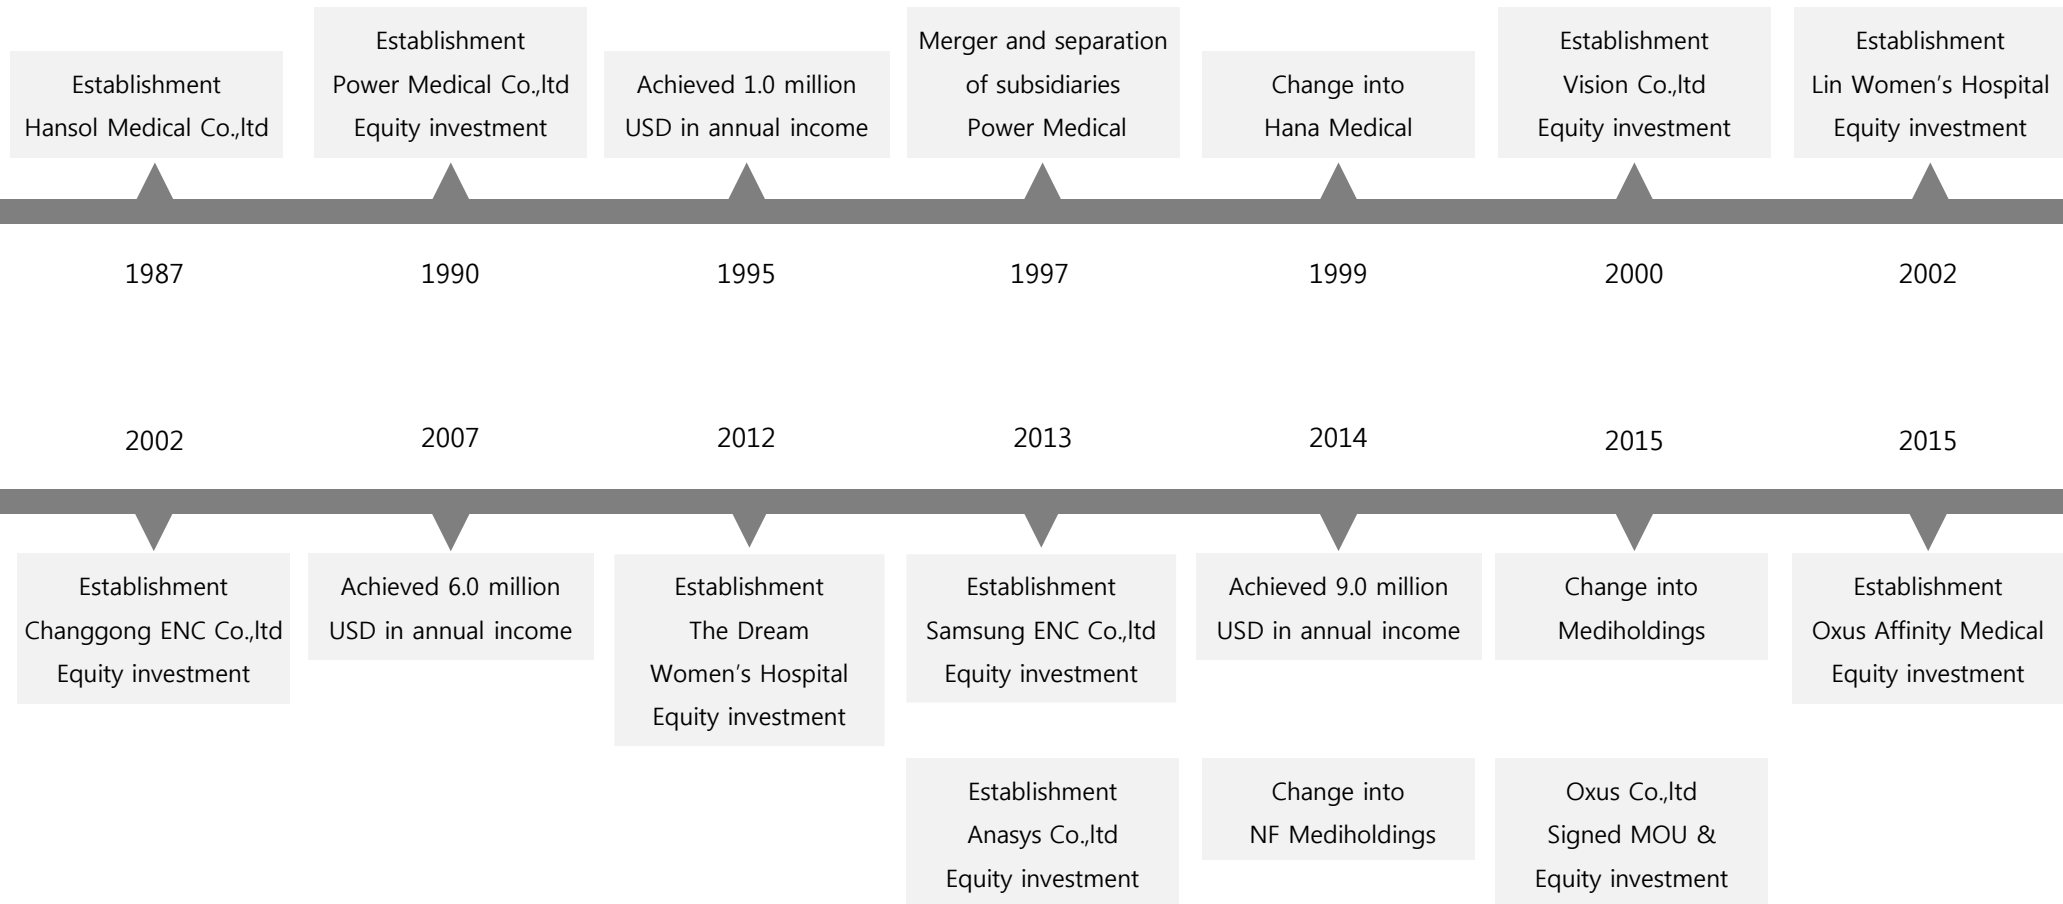 Establishment
Hansol Medical Co.,ltd
Establishment
Power Medical Co.,ltd
Equity investment
Achieved 1.0 million
USD in annual income
Merger and separation
of subsidiaries
Power Medical
Change into
Hana Medical
Establishment
Vision Co.,ltd
Equity investment
Establishment
Lin Women's Hospital
Equity investment
1987
1990
1995
1997
1999
2000
2002
2002
2007
2012
2013
2014
2015
2015
Establishment
Changgong ENC Co.,ltd
Equity investment
Achieved 6.0 million
USD in annual income
Establishment
The Dream
Women's Hospital
Equity investment
Establishment
Samsung ENC Co.,ltd
Equity investment
Achieved 9.0 million
USD in annual income
Change into
Mediholdings
Establishment
Oxus Affinity Medical
Equity investment
Establishment
Anasys Co.,ltd
Equity investment
Change into
NF Mediholdings
Oxus Co.,ltd
Signed MOU &
Equity investment